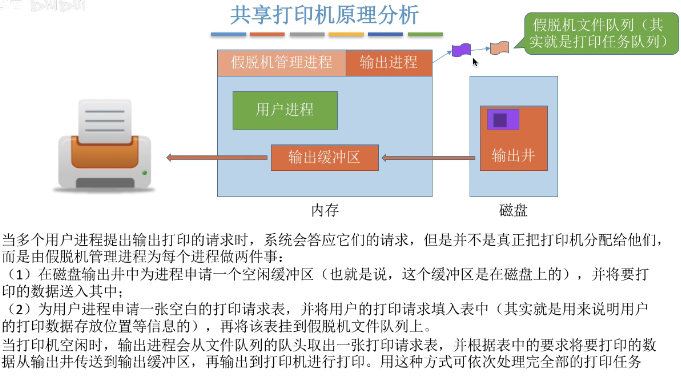 共享打印机原理分析
假脱机文件队列（其
实就是打印任务队列）
假脱机管理进程
输出进程
用户进程
输出缓冲区
输出井
内存
磁盘
当多个用户进程提出输出打印的请求时，系统会答应它们的请求，但是并不是真正把打印机分配给他们，
而是由假脱机管理进程为每个进程做两件事：
（1）在磁盘输出井中为进程申请一个空闲缓冲区（也就是说，这个缓冲区是在磁盘上的），并将要打
印的数据送入其中；
（2）为用户进程申请一张空白的打印请求表，并将用户的打印请求填入表中（其实就是用来说明用户
的打印数据存放位置等信息的），再将该表挂到假脱机文件队列上。
当打印机空闲时，输出进程会从文件队列的队头取出一张打印请求表，并根据表中的要求将要打印的数
据从输出井传送到输出缓冲区，再输出到打印机进行打印。用这种方式可依次处理完全部的打印任务